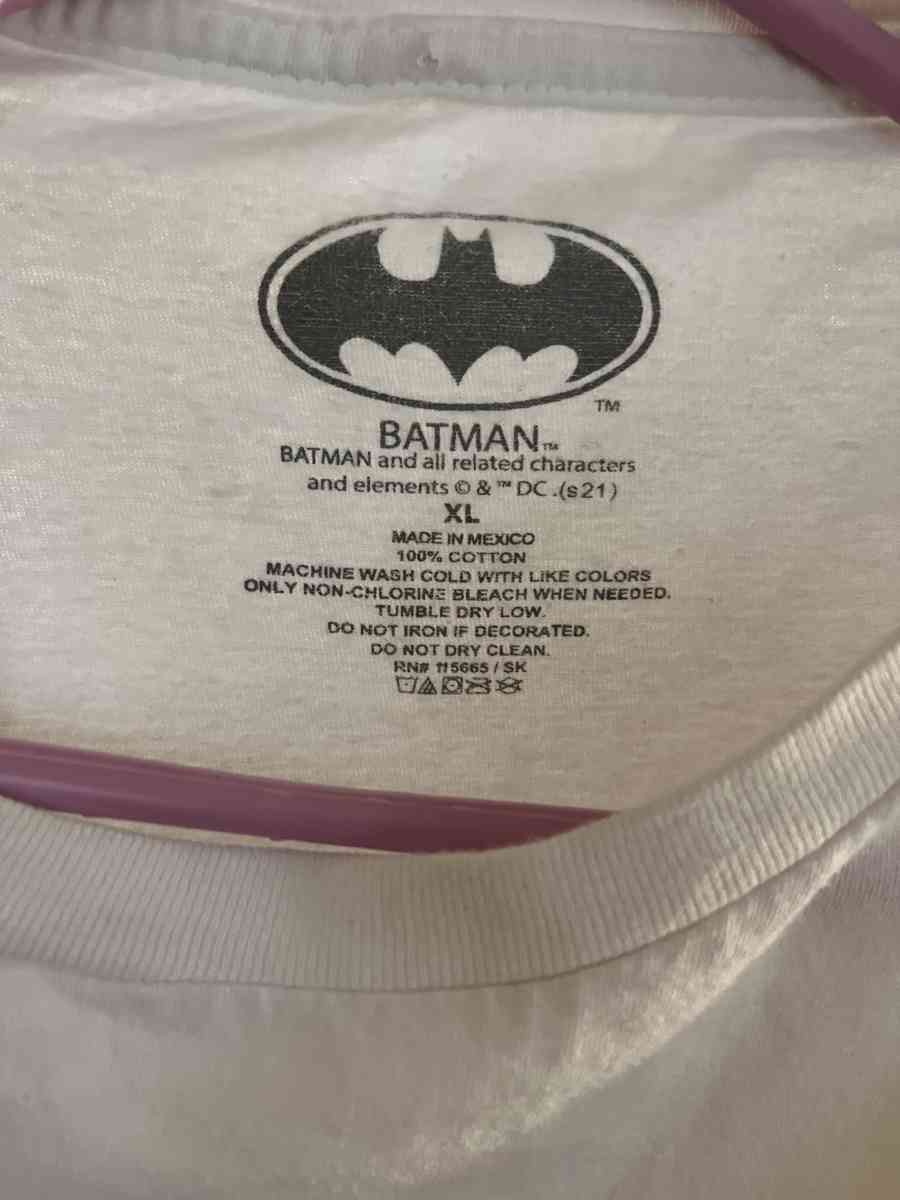 TM
BATMAN™
BATMAN and all related characters
and elements © & ™ DC .(s21)
XL
MADE IN MEXICO
100% COTTON
MACHINE WASH COLD WITH LIKE COLORS
ONLY NON-CHLORINE BLEACH WHEN NEEDED.
TUMBLE DRY LOW.
DO NOT IRON IF DECORATED.
DO NOT DRY CLEAN.
RN# 115665 / SK